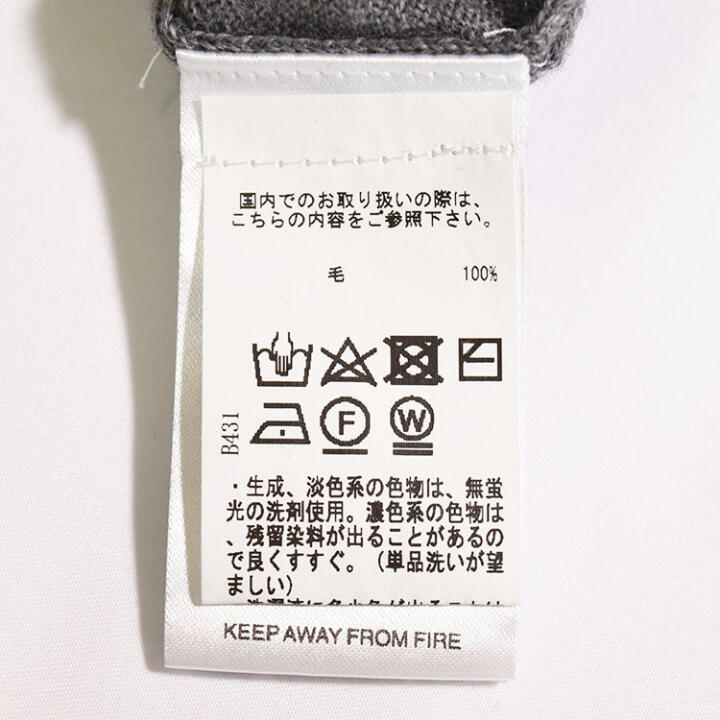 国内でのお取り扱いの際は、
こちらの内容をご参照下さい。
毛 100%
F W
B431
・生成、淡色系の色物は、無蛍
光の洗剤使用。濃色系の色物は
、残留染料が出ることがあるの
で良くすすぐ。（単品洗いが望
ましい）
KEEP AWAY FROM FIRE